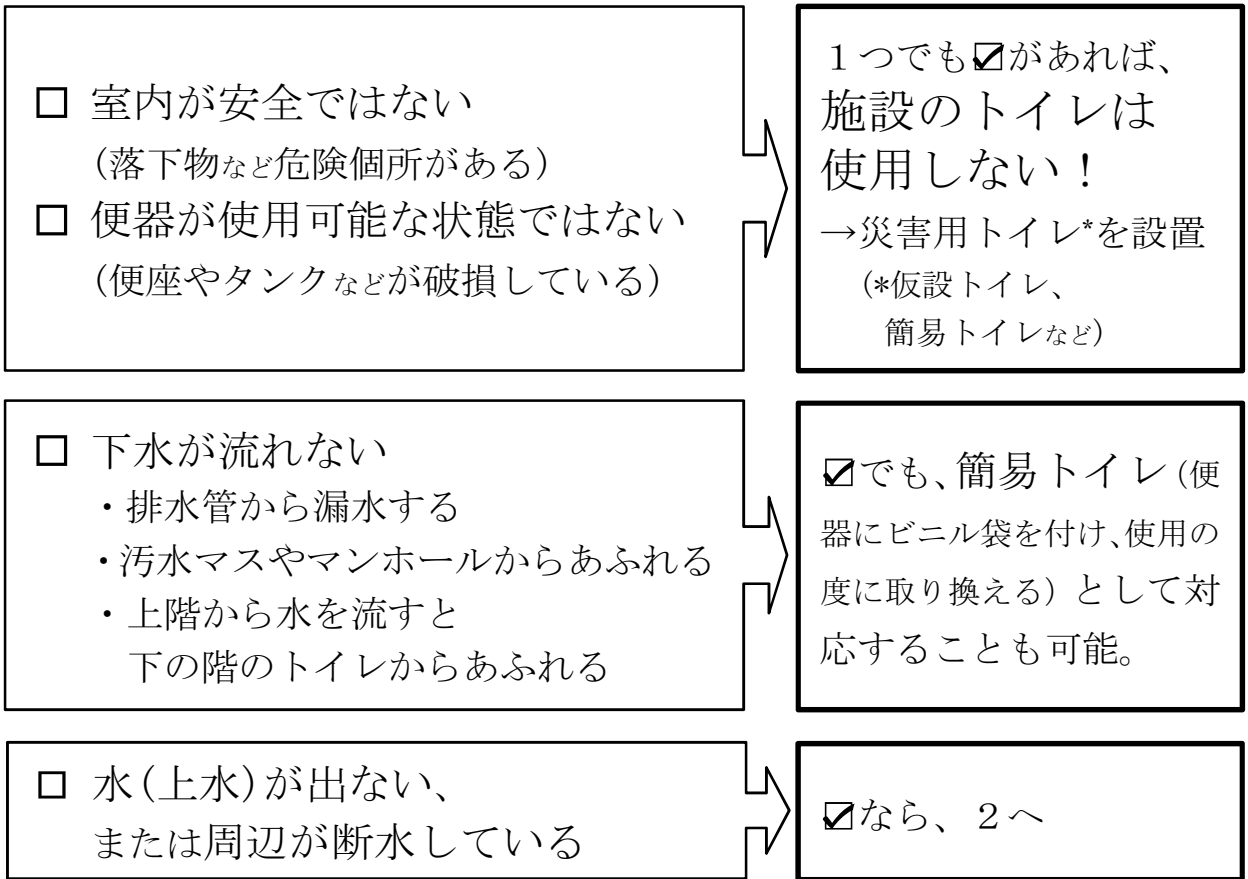 □ 室内が安全ではない
(落下物など危険個所がある)
□ 便器が使用可能な状態ではない
(便座やタンクなどが破損している)
１つでも☑があれば、
施設のトイレは
使用しない！
→災害用トイレ*を設置
(*仮設トイレ、
簡易トイレなど)
□ 下水が流れない
・排水管から漏水する
・汚水マスやマンホールからあふれる
・上階から水を流すと
下の階のトイレからあふれる
☑でも、簡易トイレ(便
器にビニル袋を付け、使用の
度に取り換える)として対
応することも可能。
□ 水(上水)が出ない、
または周辺が断水している
☑なら、２へ